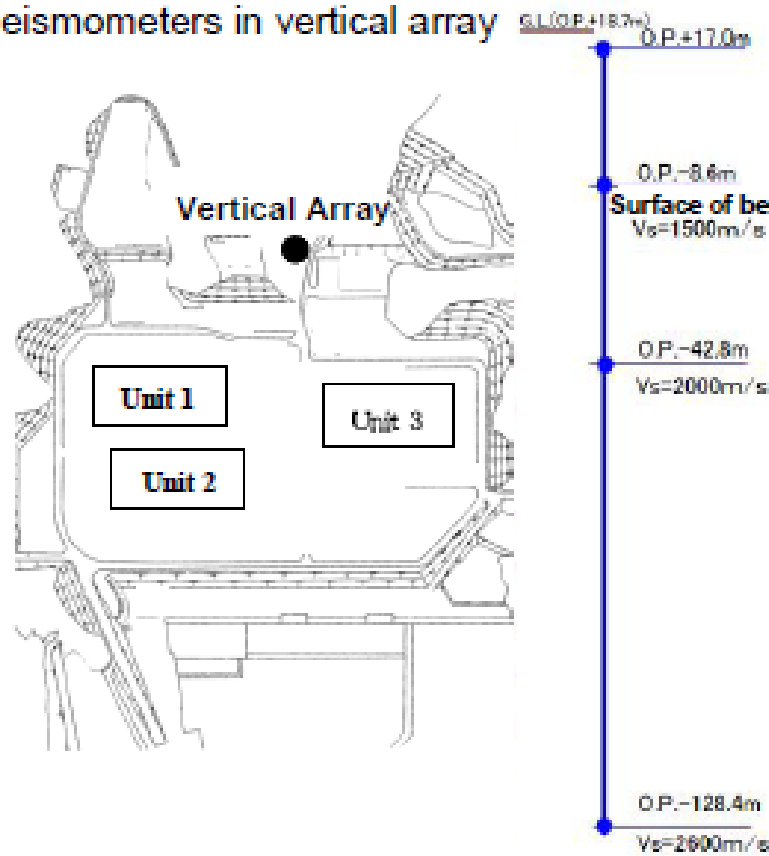 eismometers in vertical array
G.L.(O.P.+18.7m)
O.P.+17.0m
O.P.-8.6m
Surface of be
Vs=1500m/s
Vertical Array
O.P.-42.8m
Vs=2000m/s
Unit 1
Unit 3
Unit 2
O.P.-128.4m
Vs=2600m/s